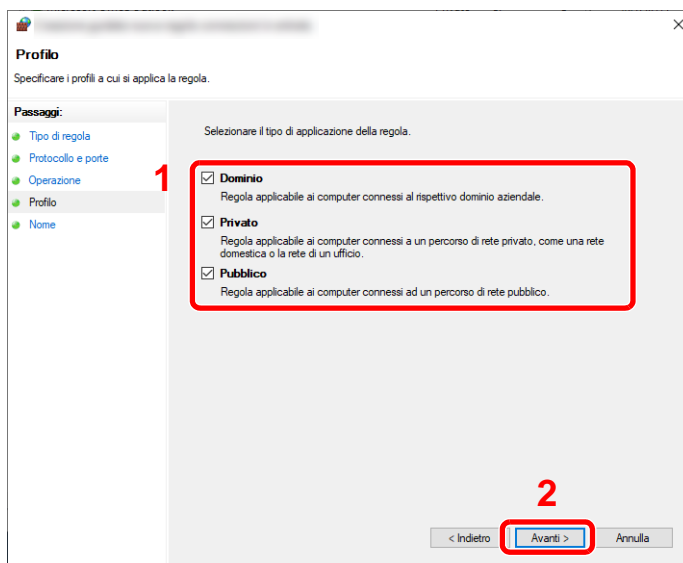 Profilo
Specificare i profili a cui si applica la regola.
Passaggi:
Tipo di regola
Protocollo e porte
Operazione
Profilo
Nome
Selezionare il tipo di applicazione della regola.
1
Dominio
Regola applicabile ai computer connessi al rispettivo dominio aziendale.
Privato
Regola applicabile ai computer connessi a un percorso di rete privato, come una rete
domestica o la rete di un ufficio.
Pubblico
Regola applicabile ai computer connessi ad un percorso di rete pubblico.
2
< Indietro
Avanti >
Annulla